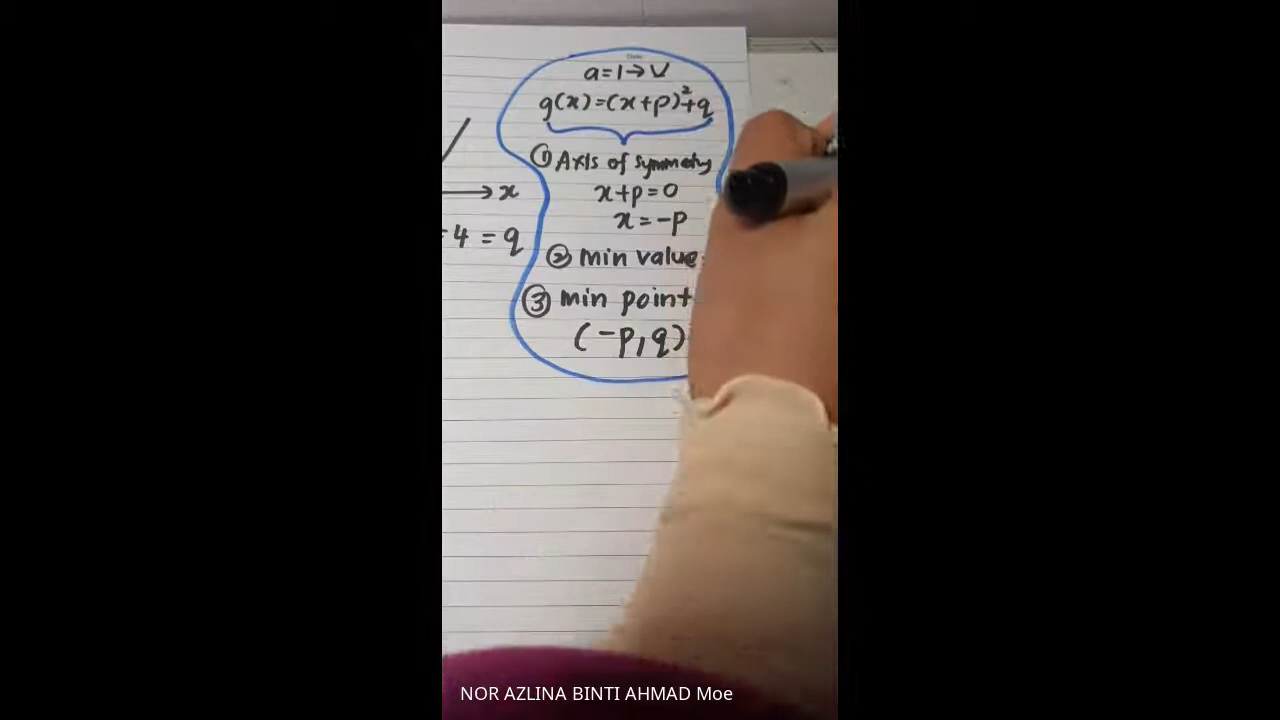 a=1→V
g(x)=(x+p)²+q
① Axis of symmetry
x+p=0
→ x
x=-p
4 = q
② min value
③ min point
(-p,q)
NOR AZLINA BINTI AHMAD Moe